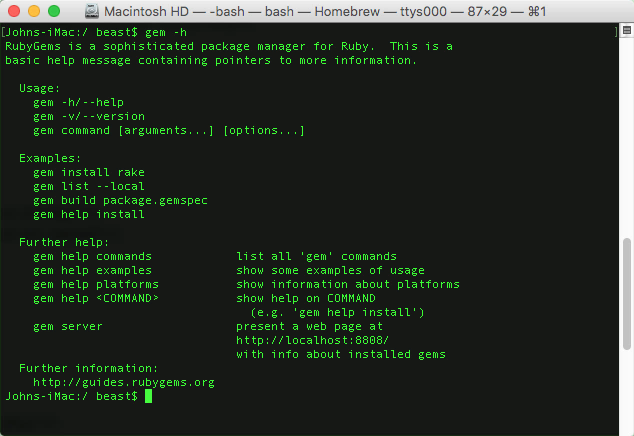 Macintosh HD — -bash — bash — Homebrew — ttys000 — 87×29 — ⌘1
[Johns-iMac:/ beast$ gem -h ]
RubyGems is a sophisticated package manager for Ruby.  This is a
basic help message containing pointers to more information.

  Usage:
    gem -h/--help
    gem -v/--version
    gem command [arguments...] [options...]

  Examples:
    gem install rake
    gem list --local
    gem build package.gemspec
    gem help install

  Further help:
    gem help commands            list all 'gem' commands
    gem help examples            show some examples of usage
    gem help platforms           show information about platforms
    gem help <COMMAND>           show help on COMMAND
                                   (e.g. 'gem help install')
    gem server                   present a web page at
                                 http://localhost:8808/
                                 with info about installed gems
  Further information:
    http://guides.rubygems.org
Johns-iMac:/ beast$